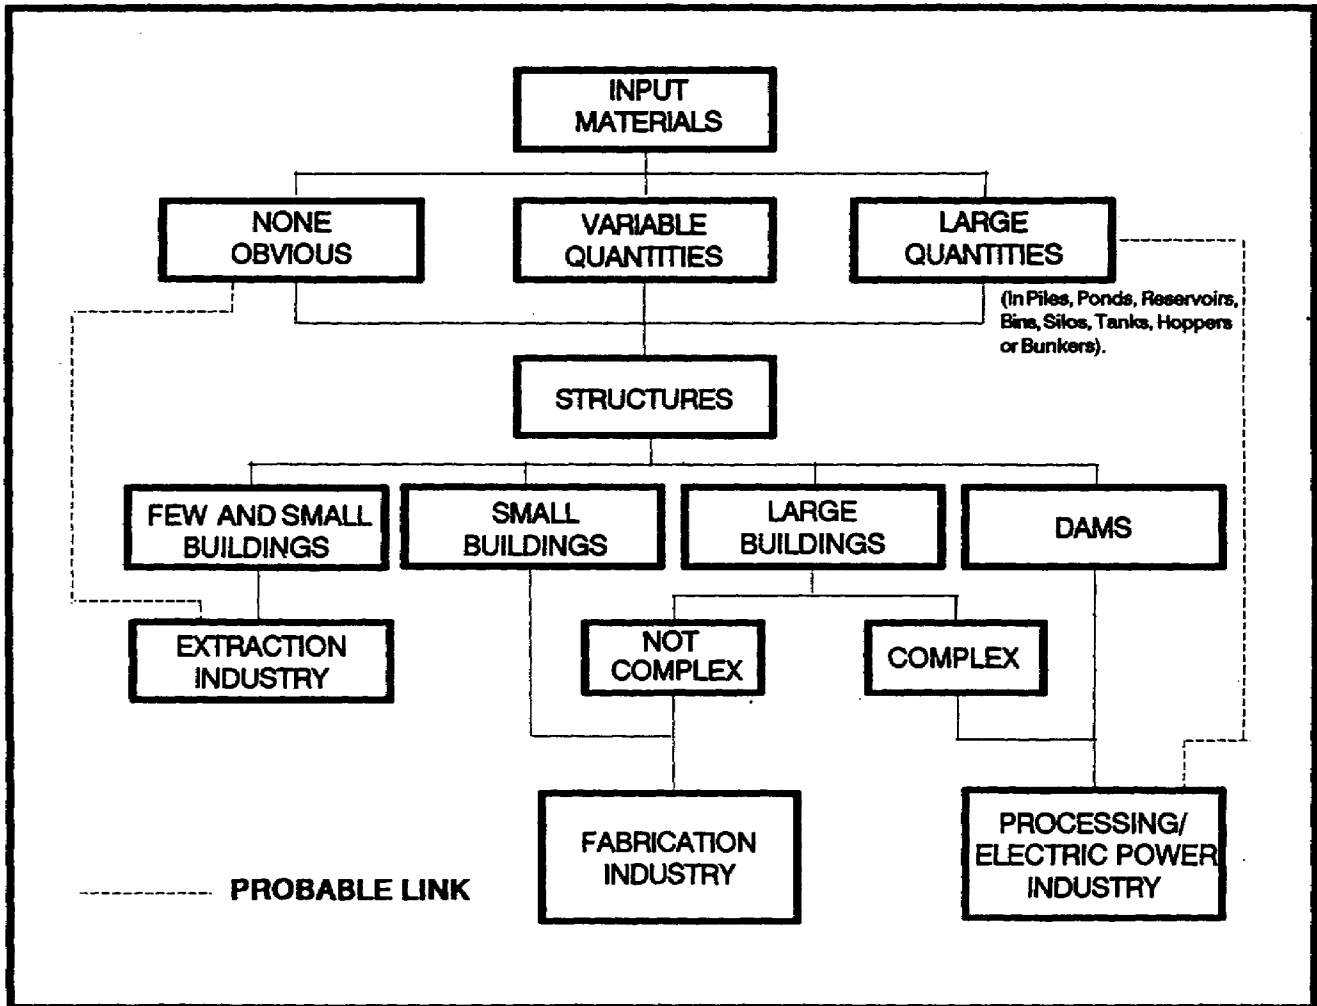 INPUT
MATERIALS
NONE
OBVIOUS
VARIABLE
QUANTITIES
LARGE
QUANTITIES
(In Piles, Ponds, Reservoirs,
Bins, Silos, Tanks, Hoppers
or Bunkers).
STRUCTURES
FEW AND SMALL
BUILDINGS
SMALL
BUILDINGS
LARGE
BUILDINGS
DAMS
EXTRACTION
INDUSTRY
NOT
COMPLEX
COMPLEX
FABRICATION
INDUSTRY
PROCESSING/
ELECTRIC POWER
INDUSTRY
PROBABLE LINK